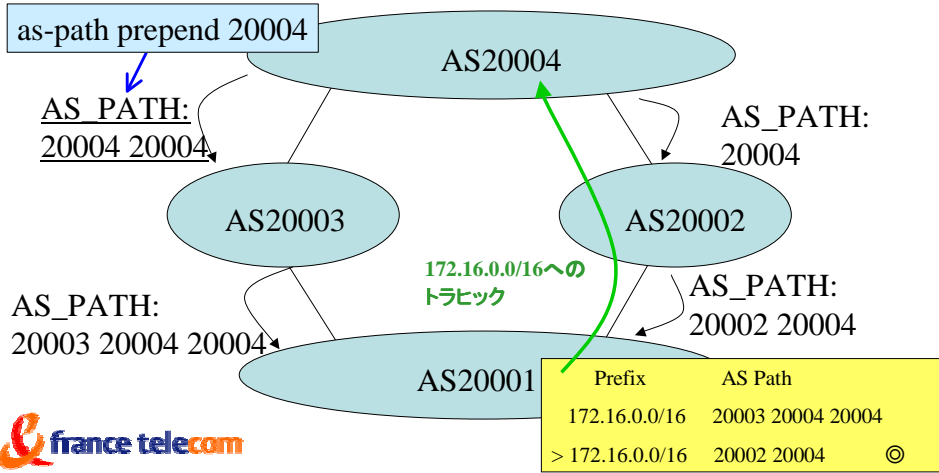 as-path prepend 20004
AS20004
AS_PATH:
20004 20004
AS_PATH:
20004
AS20003
AS20002
172.16.0.0/16への
トラヒック
AS_PATH:
20003 20004 20004
AS_PATH:
20002 20004
AS20001
Prefix AS Path
172.16.0.0/16 20003 20004 20004
> 172.16.0.0/16 20002 20004 ◎
france telecom